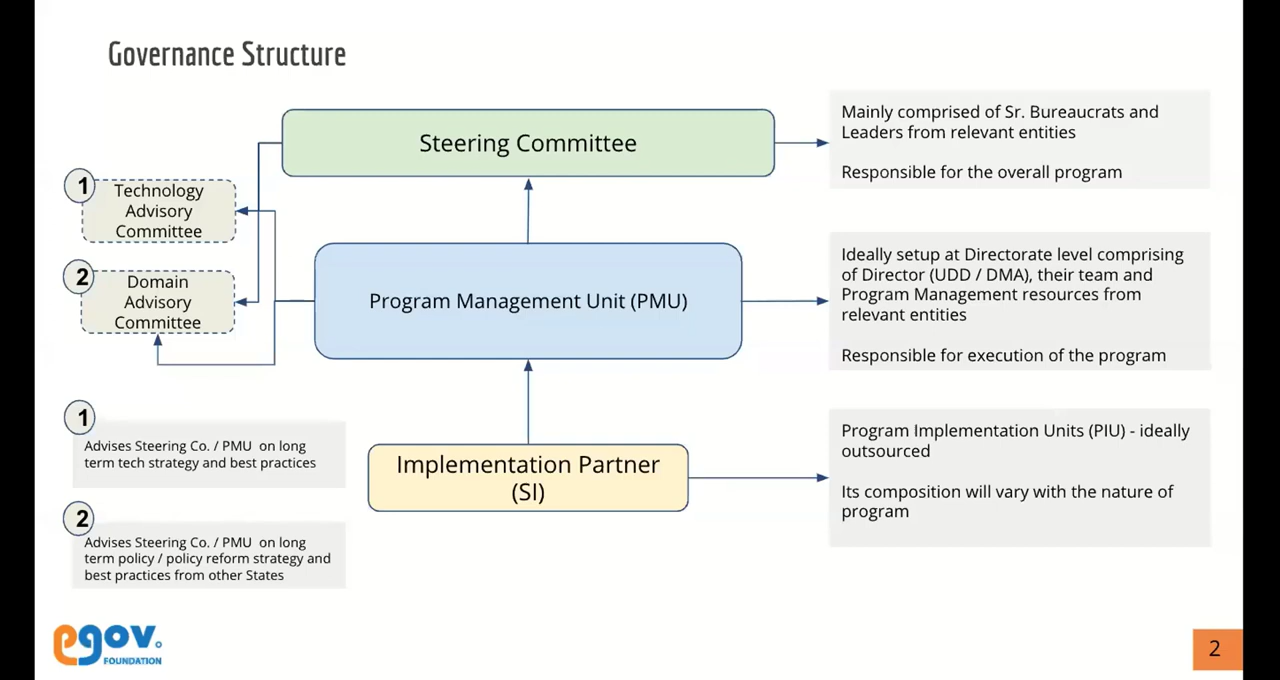 Governance Structure
Steering Committee
Mainly comprised of Sr. Bureaucrats and
Leaders from relevant entities
Responsible for the overall program
1
Technology
Advisory
Committee
2
Domain
Advisory
Committee
Program Management Unit (PMU)
Ideally setup at Directorate level comprising
of Director (UDD / DMA), their team and
Program Management resources from
relevant entities
Responsible for execution of the program
1
Advises Steering Co. / PMU on long
term tech strategy and best practices
Implementation Partner
(SI)
Program Implementation Units (PIU) - ideally
outsourced
Its composition will vary with the nature of
program
2
Advises Steering Co. / PMU on long
term policy / policy reform strategy and
best practices from other States
egov.
FOUNDATION
2